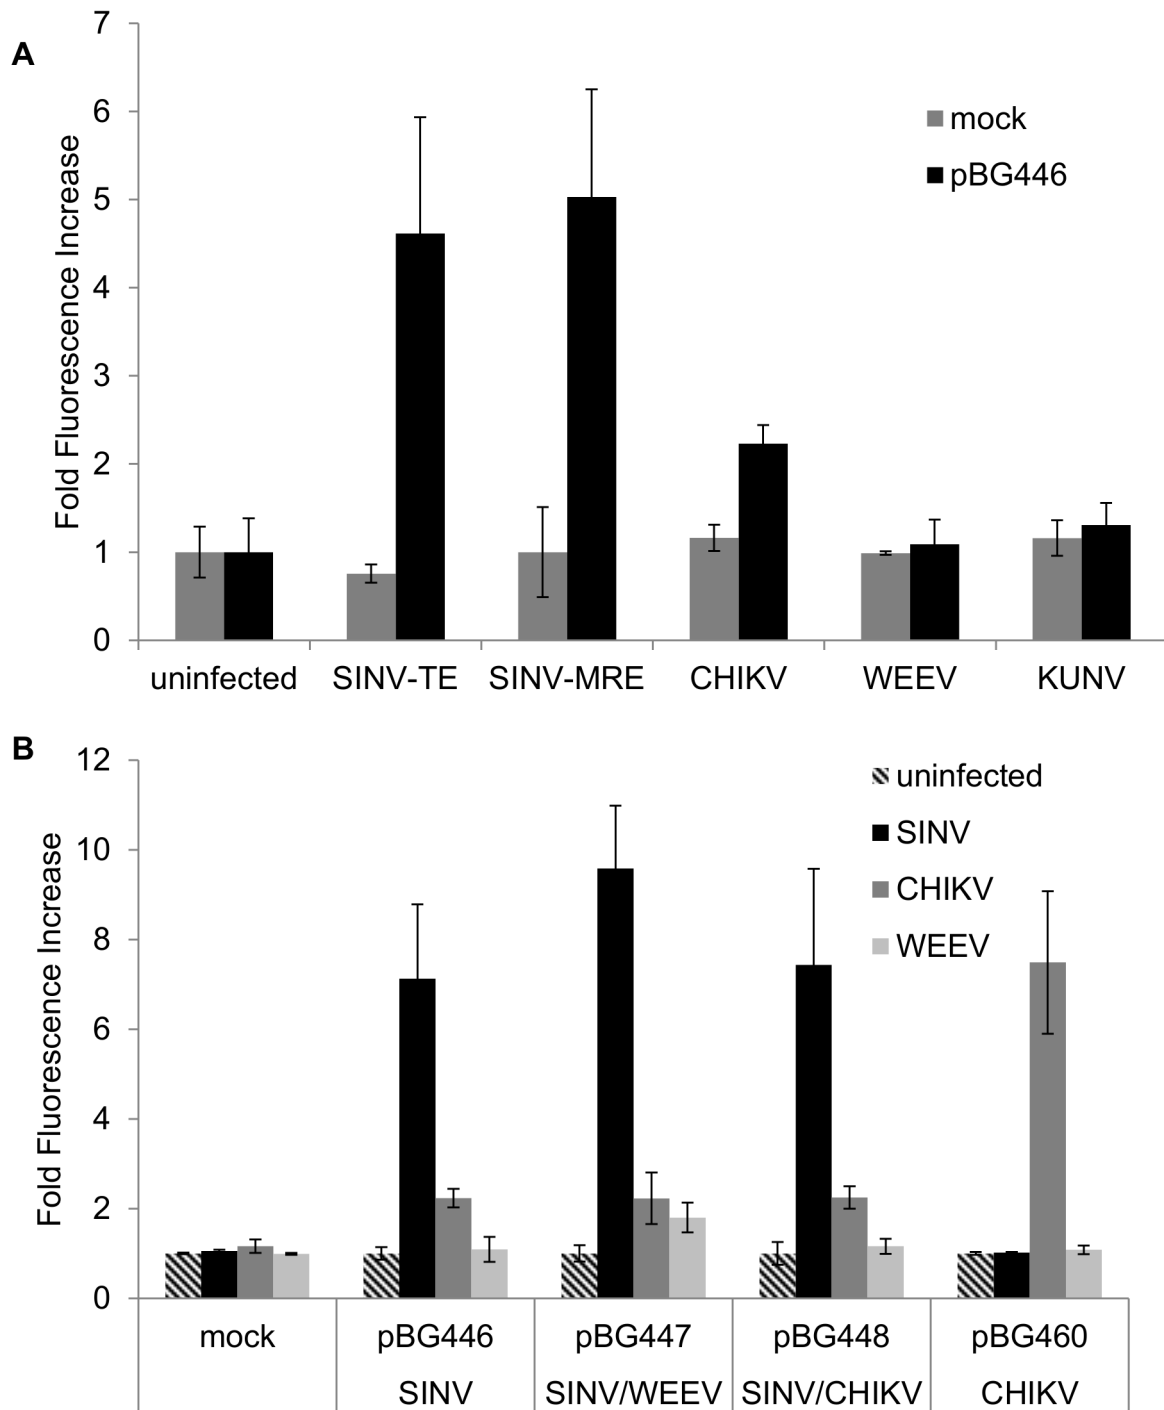 A
Fold Fluorescence Increase
7
6
5
4
3
2
1
0
mock
pBG446
uninfected SINV-TE SINV-MRE CHIKV WEEV KUNV
B
Fold Fluorescence Increase
12
10
8
6
4
2
0
uninfected
SINV
CHIKV
WEEV
mock pBG446 pBG447 pBG448 pBG460
SINV SINV/WEEV SINV/CHIKV CHIKV